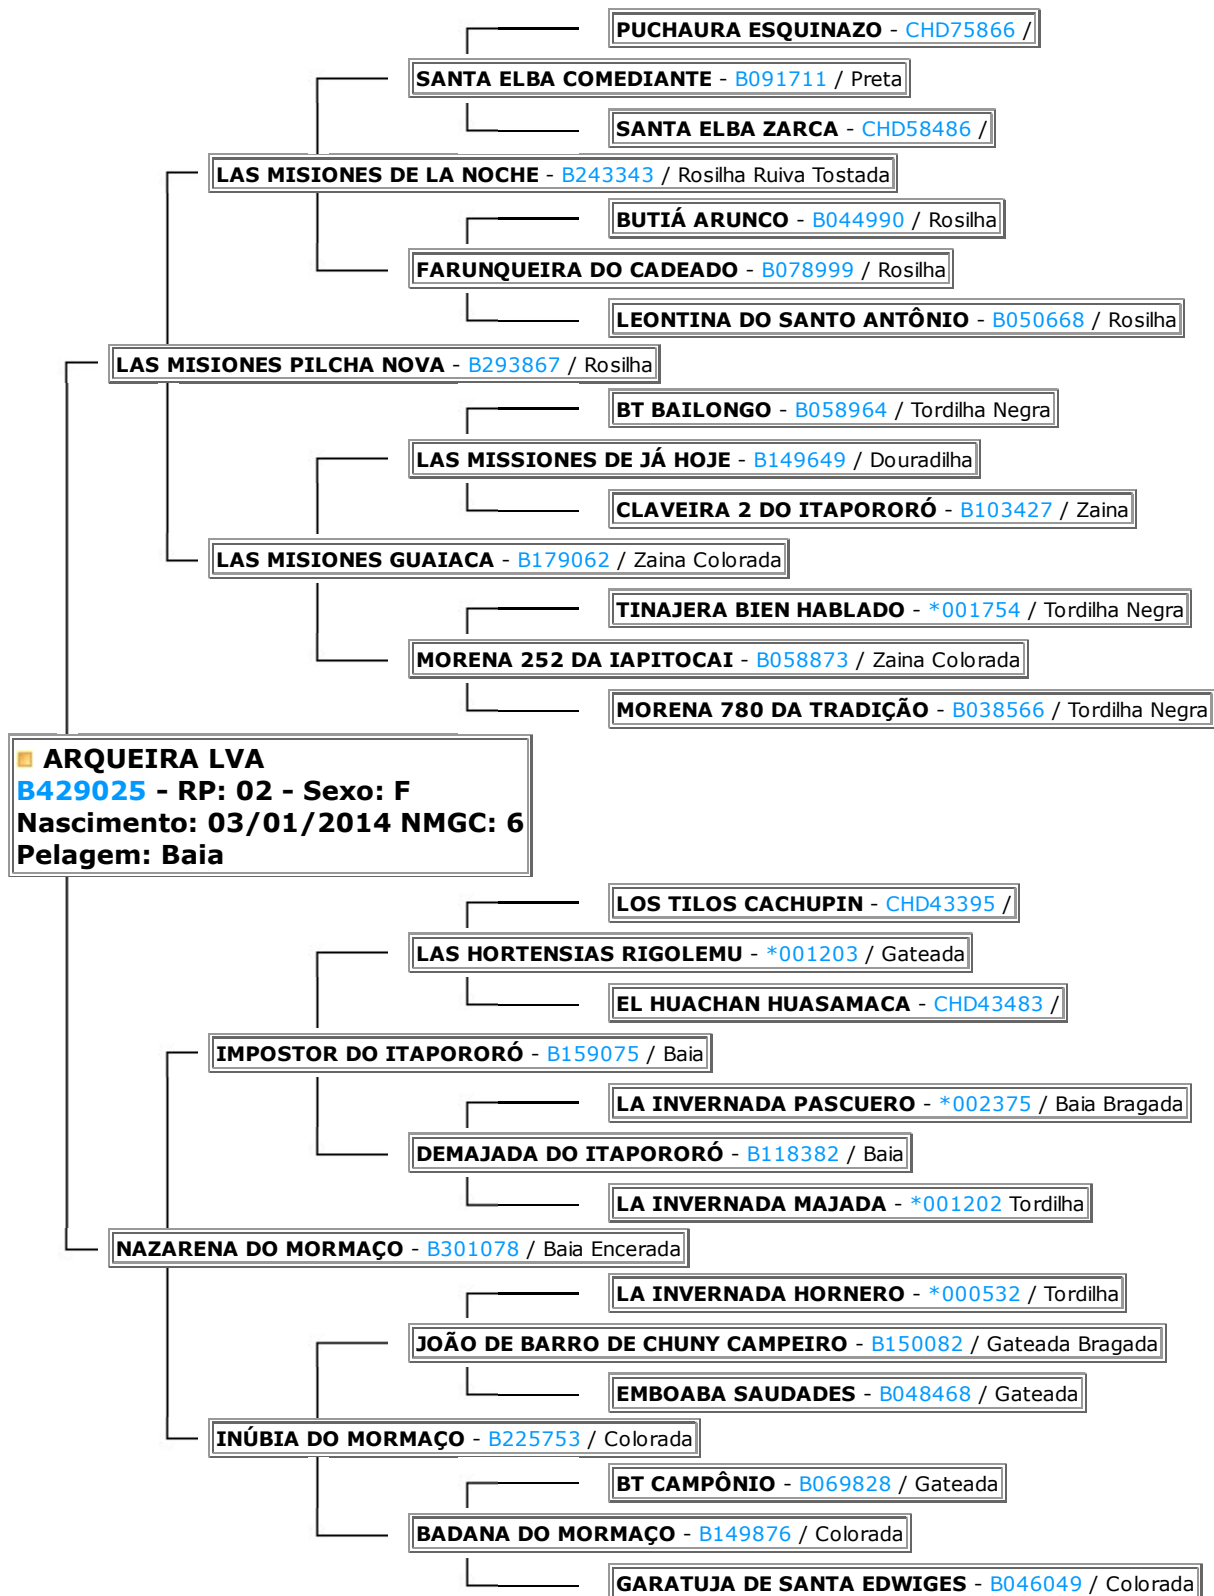 PUCHAURA ESQUINAZO - CHD75866 /
SANTA ELBA COMEDIANTE - B091711 / Preta
SANTA ELBA ZARCA - CHD58486 /
LAS MISIONES DE LA NOCHE - B243343 / Rosilha Ruiva Tostada
BUTIÁ ARUNCO - B044990 / Rosilha
FARUNQUEIRA DO CADEADO - B078999 / Rosilha
LEONTINA DO SANTO ANTÔNIO - B050668 / Rosilha
LAS MISIONES PILCHA NOVA - B293867 / Rosilha
BT BAILONGO - B058964 / Tordilha Negra
LAS MISSIONES DE JÁ HOJE - B149649 / Douradilha
CLAVEIRA 2 DO ITAPORORÓ - B103427 / Zaina
LAS MISIONES GUAIACA - B179062 / Zaina Colorada
TINAJERA BIEN HABLADO - *001754 / Tordilha Negra
MORENA 252 DA IAPITOCAI - B058873 / Zaina Colorada
MORENA 780 DA TRADIÇÃO - B038566 / Tordilha Negra
ARQUEIRA LVA
B429025 - RP: 02 - Sexo: F
Nascimento: 03/01/2014 NMGC: 6
Pelagem: Baia
LOS TILOS CACHUPIN - CHD43395 /
LAS HORTENSIAS RIGOLEMU - *001203 / Gateada
EL HUACHAN HUASAMACA - CHD43483 /
IMPOSTOR DO ITAPORORÓ - B159075 / Baia
LA INVERNADA PASCUERO - *002375 / Baia Bragada
DEMAJADA DO ITAPORORÓ - B118382 / Baia
LA INVERNADA MAJADA - *001202 Tordilha
NAZARENA DO MORMAÇO - B301078 / Baia Encerada
LA INVERNADA HORNERO - *000532 / Tordilha
JOÃO DE BARRO DE CHUNY CAMPEIRO - B150082 / Gateada Bragada
EMBOABA SAUDADES - B048468 / Gateada
INÚBIA DO MORMAÇO - B225753 / Colorada
BT CAMPÔNIO - B069828 / Gateada
BADANA DO MORMAÇO - B149876 / Colorada
GARATUJA DE SANTA EDWIGES - B046049 / Colorada